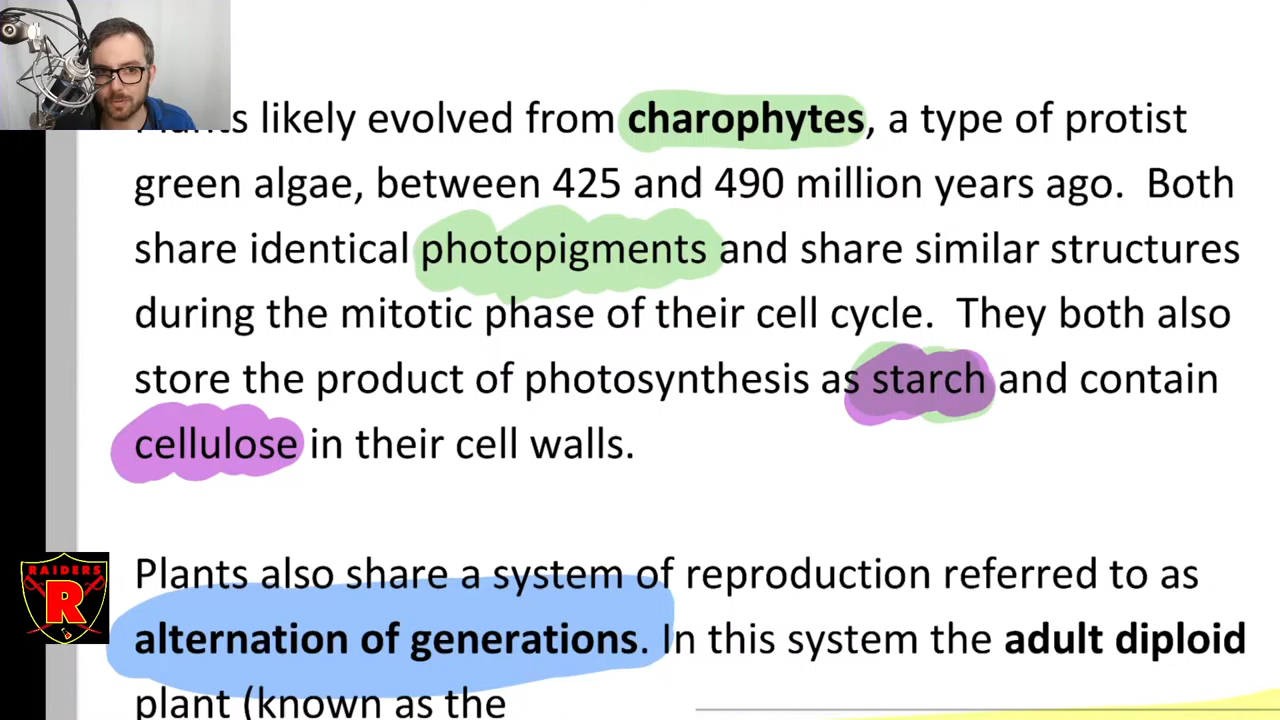 likely evolved from charophytes, a type of protist
green algae, between 425 and 490 million years ago. Both
share identical photopigments and share similar structures
during the mitotic phase of their cell cycle. They both also
store the product of photosynthesis as starch and contain
cellulose in their cell walls.
Plants also share a system of reproduction referred to as
RAIDERS
R
alternation of generations. In this system the adult diploid
plant (known as the